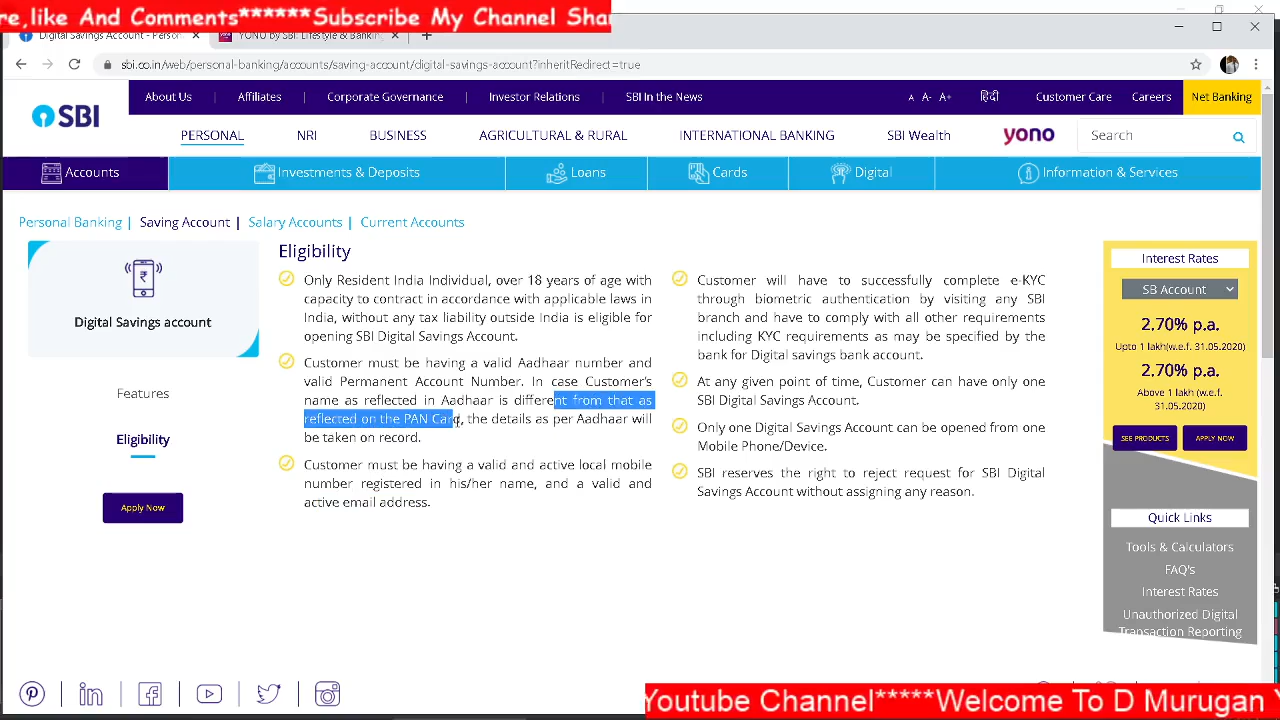 re,like And Comments******Subscribe My Channel Shar
Digital Savings Account - Person
YONU by SBI: Lifestyle & Banking
sbi.co.in/web/personal-banking/accounts/saving-account/digital-savings-account?inheritRedirect=true
About Us | Affiliates | Corporate Governance | Investor Relations | SBI In the News A A- A+ हिंदी Customer Care Careers Net Banking
SBI
PERSONAL NRI BUSINESS AGRICULTURAL & RURAL INTERNATIONAL BANKING SBI Wealth yono Search
Accounts Investments & Deposits Loans Cards Digital Information & Services
Personal Banking | Saving Account | Salary Accounts | Current Accounts
Digital Savings account
Features
Eligibility
Apply Now
Eligibility
Only Resident India Individual, over 18 years of age with
capacity to contract in accordance with applicable laws in
India, without any tax liability outside India is eligible for
opening SBI Digital Savings Account.
Customer must be having a valid Aadhaar number and
valid Permanent Account Number. In case Customer's
name as reflected in Aadhar is different from that as
reflected on the PAN Card, the details as per Aadhaar will
be taken on record.
Customer must be having a valid and active local mobile
number registered in his/her name, and a valid and
active email address.
Customer will have to successfully complete e-KYC
through biometric authentication by visiting any SBI
branch and have to comply with all other requirements
including KYC requirements as may be specified by the
bank for Digital savings bank account.
At any given point of time, Customer can have only one
SBI Digital Savings Account.
Only one Digital Savings Account can be opened from one
Mobile Phone/Device.
SBI reserves the right to reject request for SBI Digital
Savings Account without assigning any reason.
Interest Rates
SB Account
2.70% p.a.
Upto 1 lakh(w.e.f. 31.05.2020)
2.70% p.a.
Above 1 lakh (w.e.f.
31.05.2020)
SEE PRODUCTS APPLY NOW
Quick Links
Tools & Calculators
FAQ's
Interest Rates
Unauthorized Digital
Transaction Reporting
Youtube Channel*****Welcome To D Murugan Y